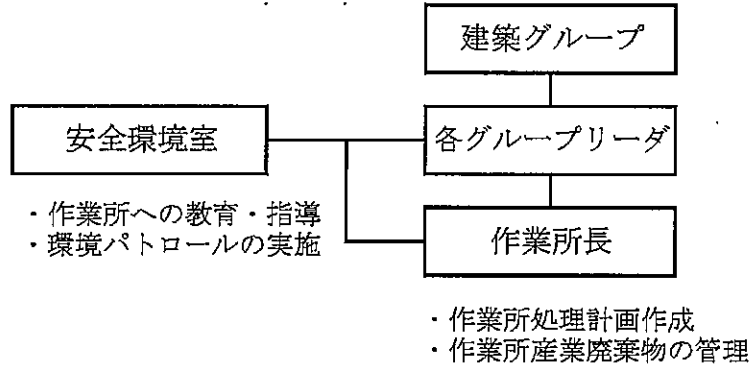 建築グループ
安全環境室
各グループリーダ
・作業所への教育・指導
・環境パトロールの実施
作業所長
・作業所処理計画作成
・作業所産業廃棄物の管理